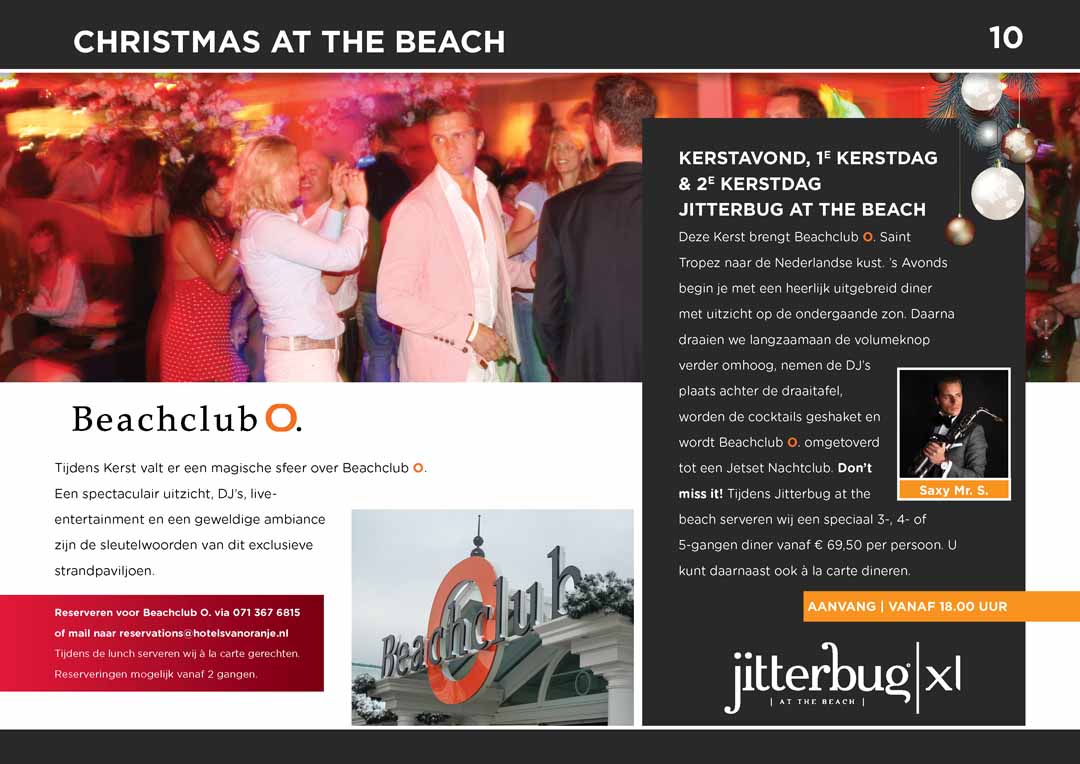 CHRISTMAS AT THE BEACH
10
KERSTAVOND, 1E KERSTDAG
& 2E KERSTDAG
JITTERBUG AT THE BEACH
Deze Kerst brengt Beachclub O. Saint
Tropez naar de Nederlandse kust. 's Avonds
begin je met een heerlijk uitgebreid diner
met uitzicht op de ondergaande zon. Daarna
draaien we langzaamaan de volumeknop
verder omhoog, nemen de DJ's
plaats achter de draaitafel,
worden de cocktails geshaket en
wordt Beachclub O. omgetoverd
tot een Jetset Nachtclub. Don't
miss it! Tijdens Jitterbug at the
beach serveren wij een speciaal 3-, 4- of
5-gangen diner vanaf € 69,50 per persoon. U
kunt daarnaast ook à la carte dineren.
Saxy Mr. S.
AANVANG | VANAF 18.00 UUR
jitterbug xl
| AT THE BEACH |
Beachclub O.
Tijdens Kerst valt er een magische sfeer over Beachclub O.
Een spectaculair uitzicht, DJ's, live-
entertainment en een geweldige ambiance
zijn de sleutelwoorden van dit exclusieve
strandpaviljoen.
Beachclub
Reserveren voor Beachclub O. via 071 367 6815
of mail naar reservations@hotelsvanoranje.nl
Tijdens de lunch serveren wij à la carte gerechten.
Reserveringen mogelijk vanaf 2 gangen.